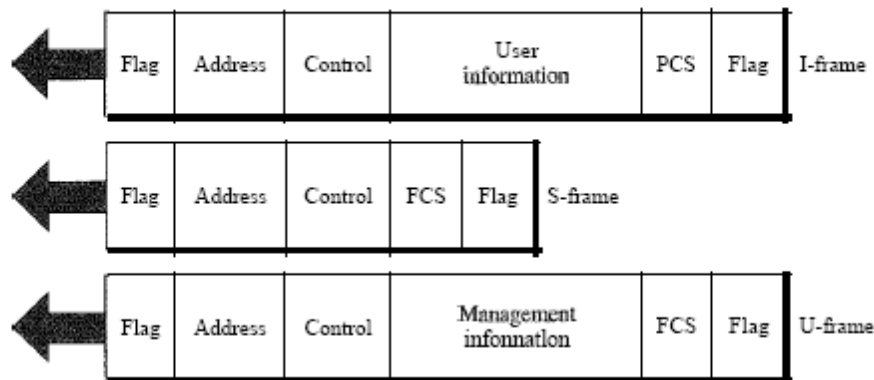 Flag Address Control User information PCS Flag I-frame
Flag Address Control FCS Flag S-frame
Flag Address Control Management infonnatlon FCS Flag U-frame